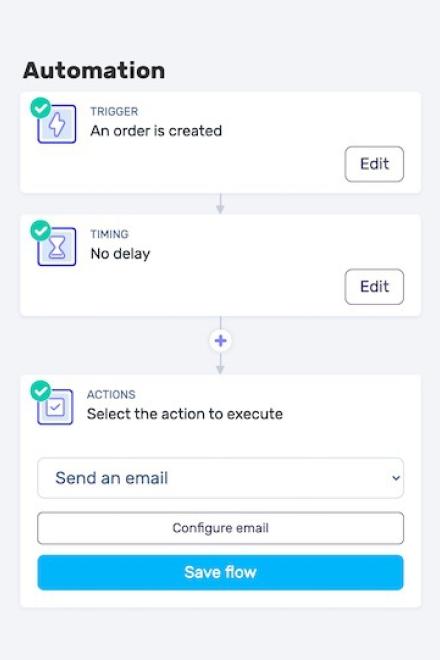 Automation
TRIGGER
An order is created
Edit
TIMING
No delay
Edit
ACTIONS
Select the action to execute
Send an email
Configure email
Save flow